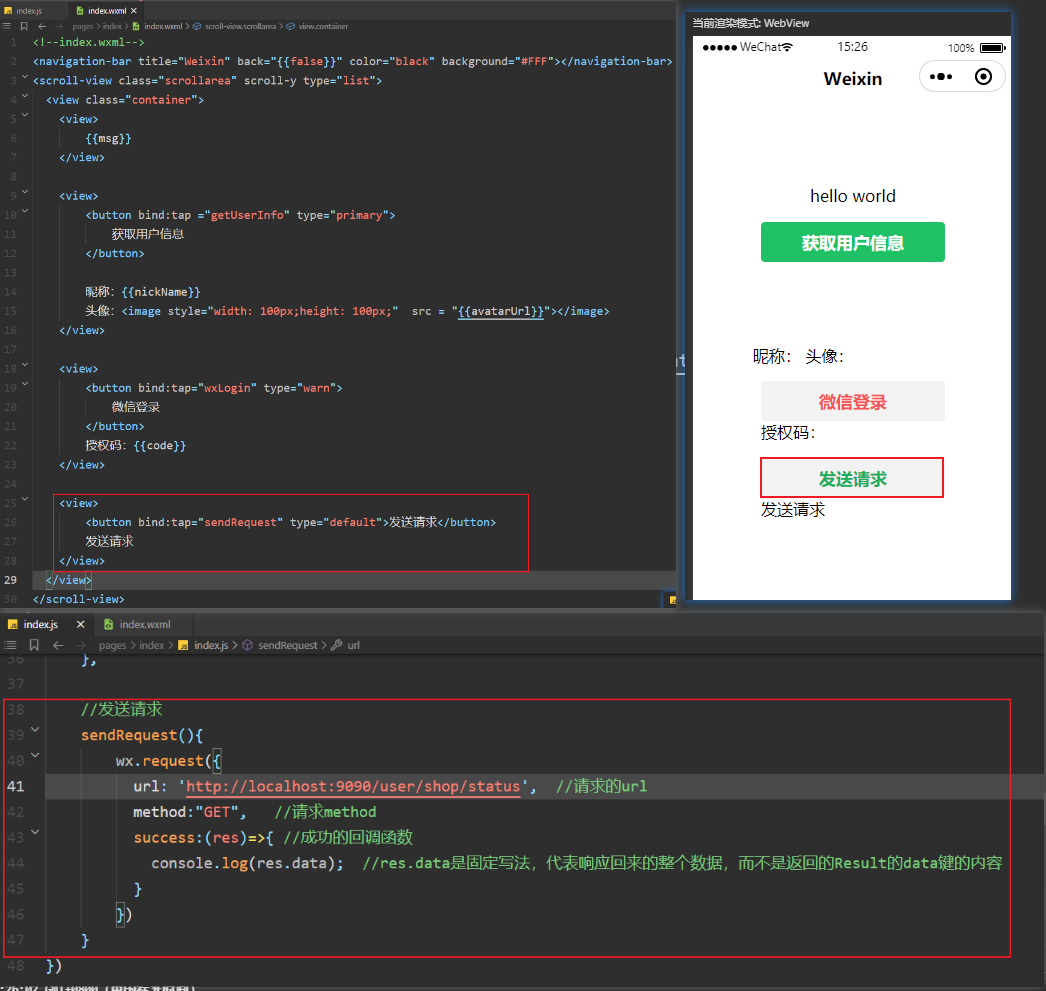 index.js index.wxml
pages > index > index.wxml > scroll-view.scrollarea > view.container
1 <!--index.wxml-->
2 <navigation-bar title="Weixin" back="{{false}}" color="black" background="#FFF"></navigation-bar>
3 <scroll-view class="scrollarea" scroll-y type="list">
4 <view class="container">
5 <view>
6 {{msg}}
7 </view>
8
9 <view>
10 <button bind:tap ="getUserInfo" type="primary">
11 获取用户信息
12 </button>
13
14 昵称：{{nickName}}
15 头像：<image style="width: 100px;height: 100px;"  src = "{{avatarUrl}}"></image>
16 </view>
17
18 <view>
19 <button bind:tap="wxLogin" type="warn">
20 微信登录
21 </button>
22 授权码：{{code}}
23 </view>
24
25 <view>
26 <button bind:tap="sendRequest" type="default">发送请求</button>
27 发送请求
28 </view>
29 </view>
30 </scroll-view>
当前渲染模式: WebView
WeChat 15:26 100%
Weixin
hello world
获取用户信息
昵称： 头像：
微信登录
授权码：
发送请求
发送请求
index.js index.wxml
pages > index > index.js > sendRequest > url
36 },
37
38 //发送请求
39 sendRequest(){
40 wx.request({
41 url: 'http://localhost:9090/user/shop/status',  //请求的url
42 method:"GET",   //请求method
43 success:(res)=>{ //成功的回调函数
44 console.log(res.data);  //res.data是固定写法，代表响应回来的整个数据，而不是返回的Result的data键的内容
45 }
46 })
47 }
48 })